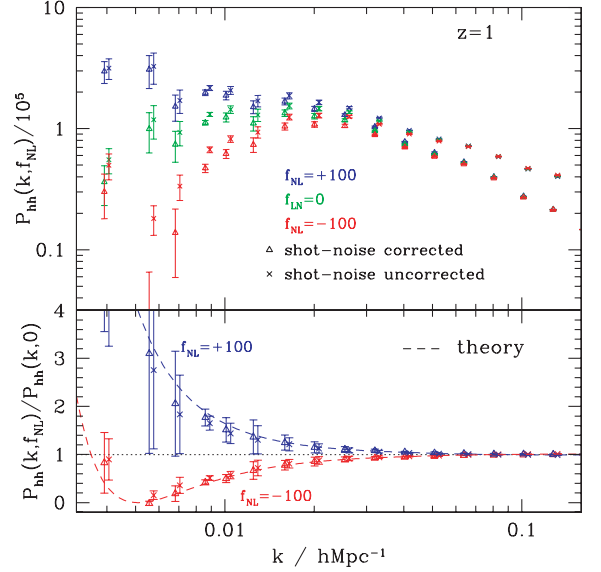 z=1
10
1
0.1
P_hh(k,f_NL)/10^5
f_NL=+100
f_LN=0
f_NL=−100
△ shot-noise corrected
× shot-noise uncorrected
4
3
2
1
0
P_hh(k,f_NL)/P_hh(k,0)
f_NL=+100
theory
f_NL=−100
0.01
0.1
k / hMpc^−1